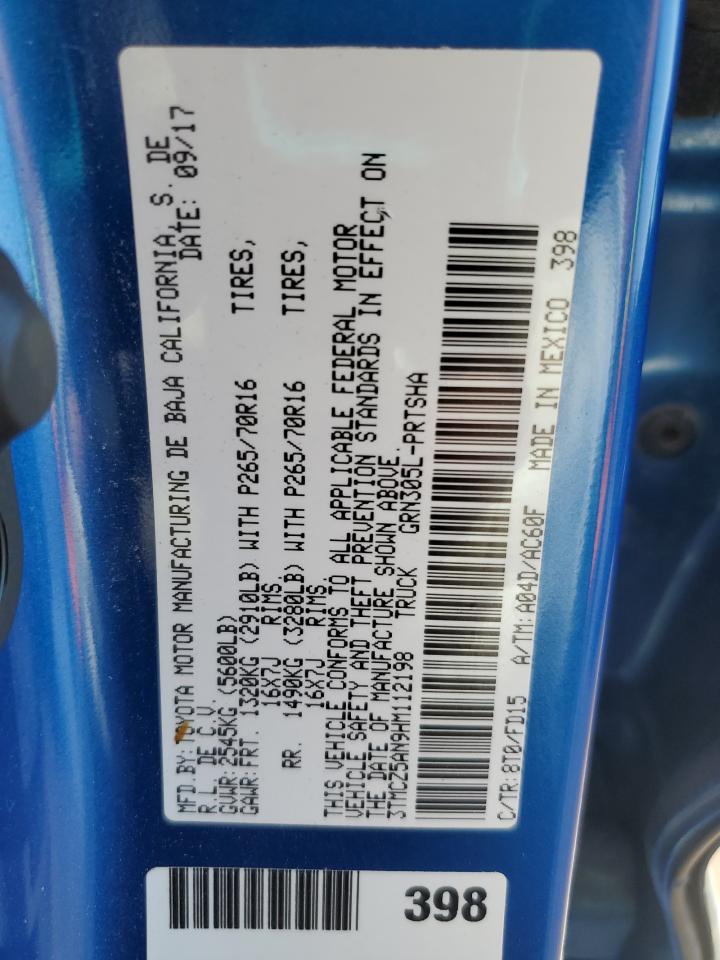 MFD.BY: TOYOTA MOTOR MANUFACTURING DE BAJA CALIFORNIA, S. DE
R.L. DE C.V. DATE: 09/17
GVWR: 2545KG (5600LB)
GAWR: FRT. 1320KG (2910LB) WITH P265/70R16 TIRES,
16X7J RIMS
RR. 1490KG (3280LB) WITH P265/70R16 TIRES,
16X7J RIMS
THIS VEHICLE CONFORMS TO ALL APPLICABLE FEDERAL MOTOR
VEHICLE SAFETY AND THEFT PREVENTION STANDARDS IN EFFECT ON
THE DATE OF MANUFACTURE SHOWN ABOVE.
3TMCZ5AN9HM112198 TRUCK GRN305L-PRTSHA
C/TR: 8T0/FD15 A/TM: A04D/AC60F MADE IN MEXICO 398
398